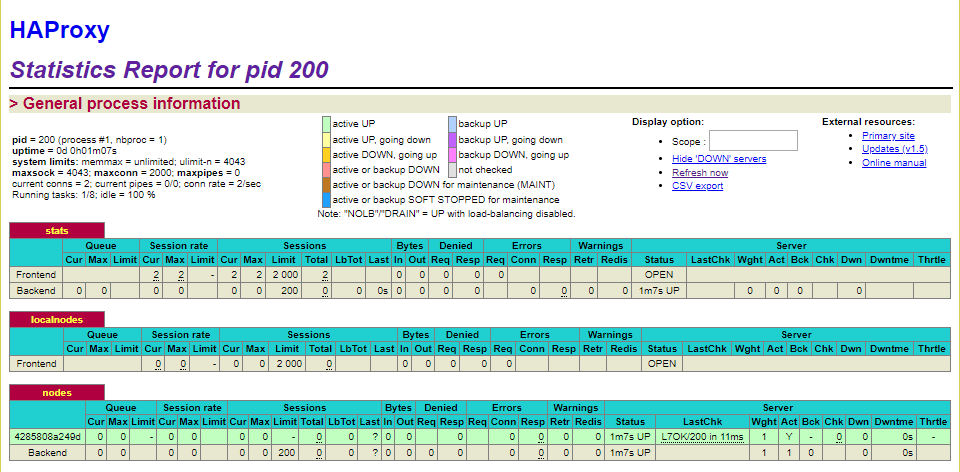 HAProxy
Statistics Report for pid 200
> General process information
pid = 200 (process #1, nbproc = 1)
uptime = 0d 0h01m07s
system limits: memmax = unlimited; ulimit-n = 4043
maxsock = 4043; maxconn = 2000; maxpipes = 0
current conns = 2; current pipes = 0/0; conn rate = 2/sec
Running tasks: 1/8; idle = 100 %
active UP backup UP
active UP, going down backup UP, going down
active DOWN, going up backup DOWN, going up
active or backup DOWN not checked
active or backup DOWN for maintenance (MAINT)
active or backup SOFT STOPPED for maintenance
Note: "NOLB"/"DRAIN" = UP with load-balancing disabled.
Display option:
• Scope :
• Hide 'DOWN' servers
• Refresh now
• CSV export
External resources:
• Primary site
• Updates (v1.5)
• Online manual
stats
Queue Session rate Sessions Bytes Denied Errors Warnings Server
Cur Max Limit Cur Max Limit Cur Max Limit Total LbTot Last In Out Req Resp Req Conn Resp Retr Redis Status LastChk Wght Act Bck Chk Dwn Dwntme Thrtle
Frontend 2 2 - 2 2 2 000 2 0 0 0 0 0 OPEN
Backend 0 0 0 0 0 0 200 0 0 0s 0 0 0 0 0 0 0 0 1m7s UP 0 0 0 0
localnodes
Queue Session rate Sessions Bytes Denied Errors Warnings Server
Cur Max Limit Cur Max Limit Cur Max Limit Total LbTot Last In Out Req Resp Req Conn Resp Retr Redis Status LastChk Wght Act Bck Chk Dwn Dwntme Thrtle
Frontend 0 0 - 0 0 2 000 0 0 0 0 0 0 OPEN
nodes
Queue Session rate Sessions Bytes Denied Errors Warnings Server
Cur Max Limit Cur Max Limit Cur Max Limit Total LbTot Last In Out Req Resp Req Conn Resp Retr Redis Status LastChk Wght Act Bck Chk Dwn Dwntme Thrtle
4285808a249d 0 0 - 0 0 0 0 - 0 0 ? 0 0 0 0 0 0 0 1m7s UP L7OK/200 in 11ms 1 Y - 0 0 0s -
Backend 0 0 0 0 0 0 200 0 0 ? 0 0 0 0 0 0 0 0 1m7s UP 1 1 0 0 0s